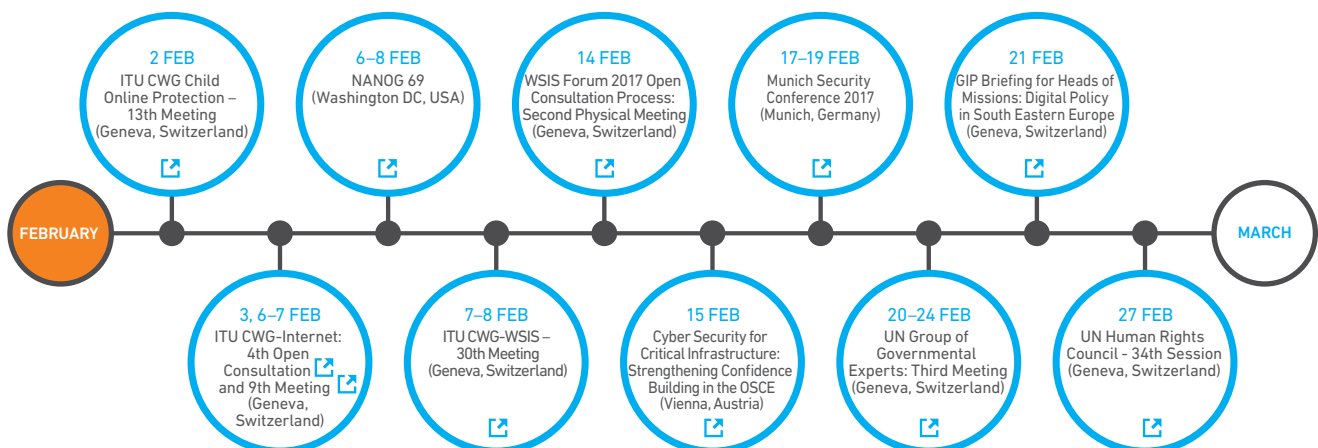 FEBRUARY
2 FEB
ITU CWG Child
Online Protection –
13th Meeting
(Geneva, Switzerland)
3, 6–7 FEB
ITU CWG-Internet:
4th Open
Consultation
and 9th Meeting
(Geneva,
Switzerland)
6–8 FEB
NANOG 69
(Washington DC, USA)
7–8 FEB
ITU CWG-WSIS –
30th Meeting
(Geneva, Switzerland)
14 FEB
WSIS Forum 2017 Open
Consultation Process:
Second Physical Meeting
(Geneva, Switzerland)
15 FEB
Cyber Security for
Critical Infrastructure:
Strengthening Confidence
Building in the OSCE
(Vienna, Austria)
17–19 FEB
Munich Security
Conference 2017
(Munich, Germany)
20–24 FEB
UN Group of
Governmental
Experts: Third Meeting
(Geneva, Switzerland)
21 FEB
GIP Briefing for Heads of
Missions: Digital Policy
in South Eastern Europe
(Geneva, Switzerland)
27 FEB
UN Human Rights
Council - 34th Session
(Geneva, Switzerland)
MARCH